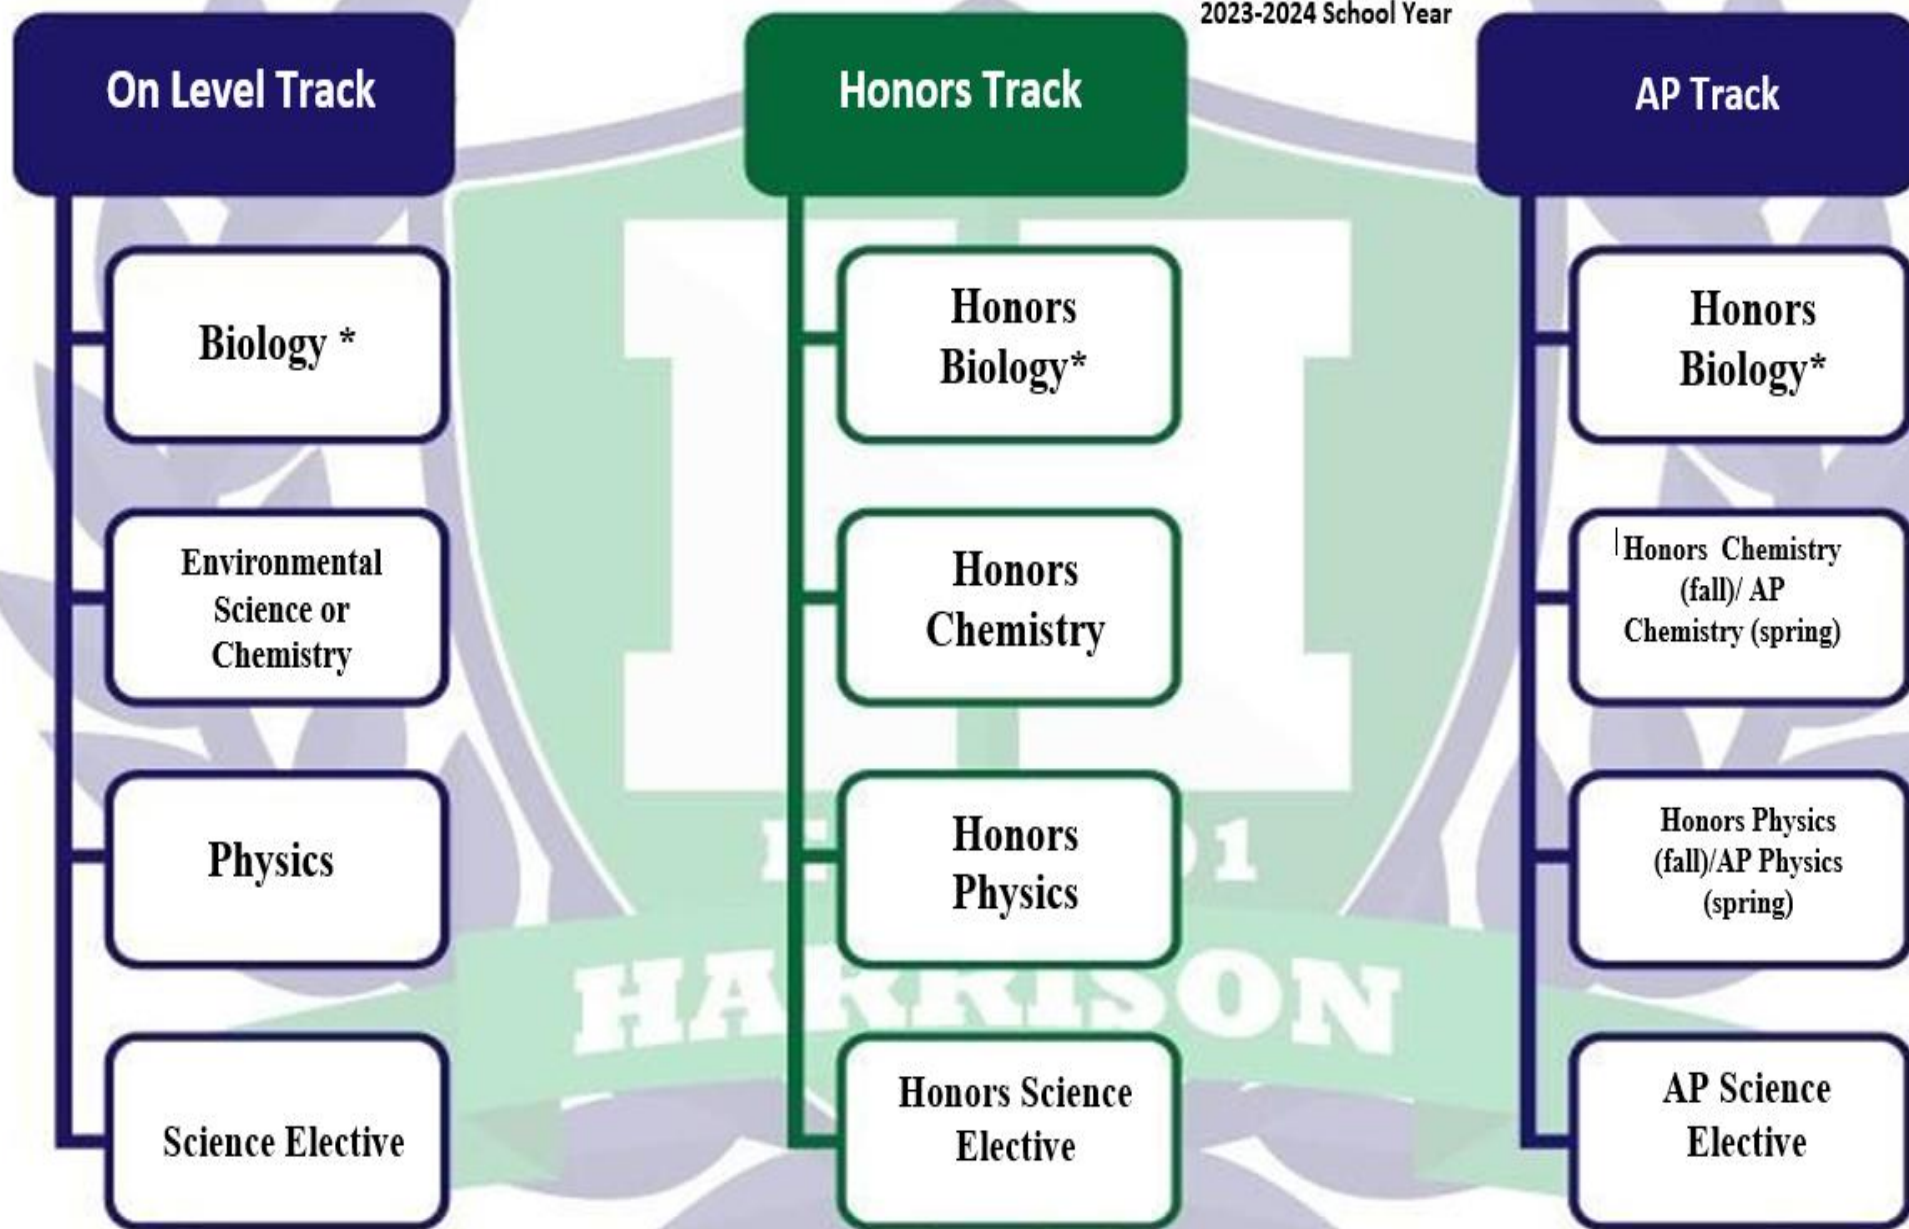 2023-2024 School Year
On Level Track
Biology *
Environmental
Science or
Chemistry
Physics
Science Elective
Honors Track
Honors
Biology*
Honors
Chemistry
Honors
Physics
Honors Science
Elective
AP Track
Honors
Biology*
Honors Chemistry
(fall)/ AP
Chemistry (spring)
Honors Physics
(fall)/AP Physics
(spring)
AP Science
Elective
H
HARRISON